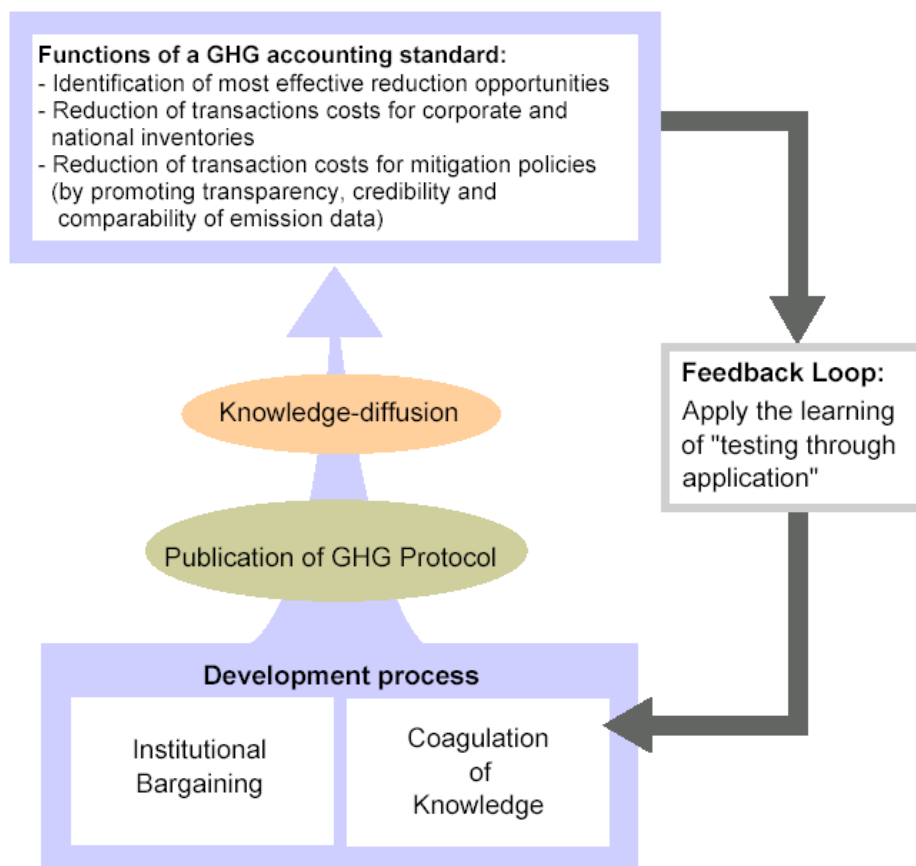 Functions of a GHG accounting standard:
- Identification of most effective reduction opportunities
- Reduction of transactions costs for corporate and
national inventories
- Reduction of transaction costs for mitigation policies
(by promoting transparency, credibility and
comparability of emission data)
Feedback Loop:
Apply the learning
of "testing through
application"
Knowledge-diffusion
Publication of GHG Protocol
Development process
Institutional
Bargaining
Coagulation
of
Knowledge